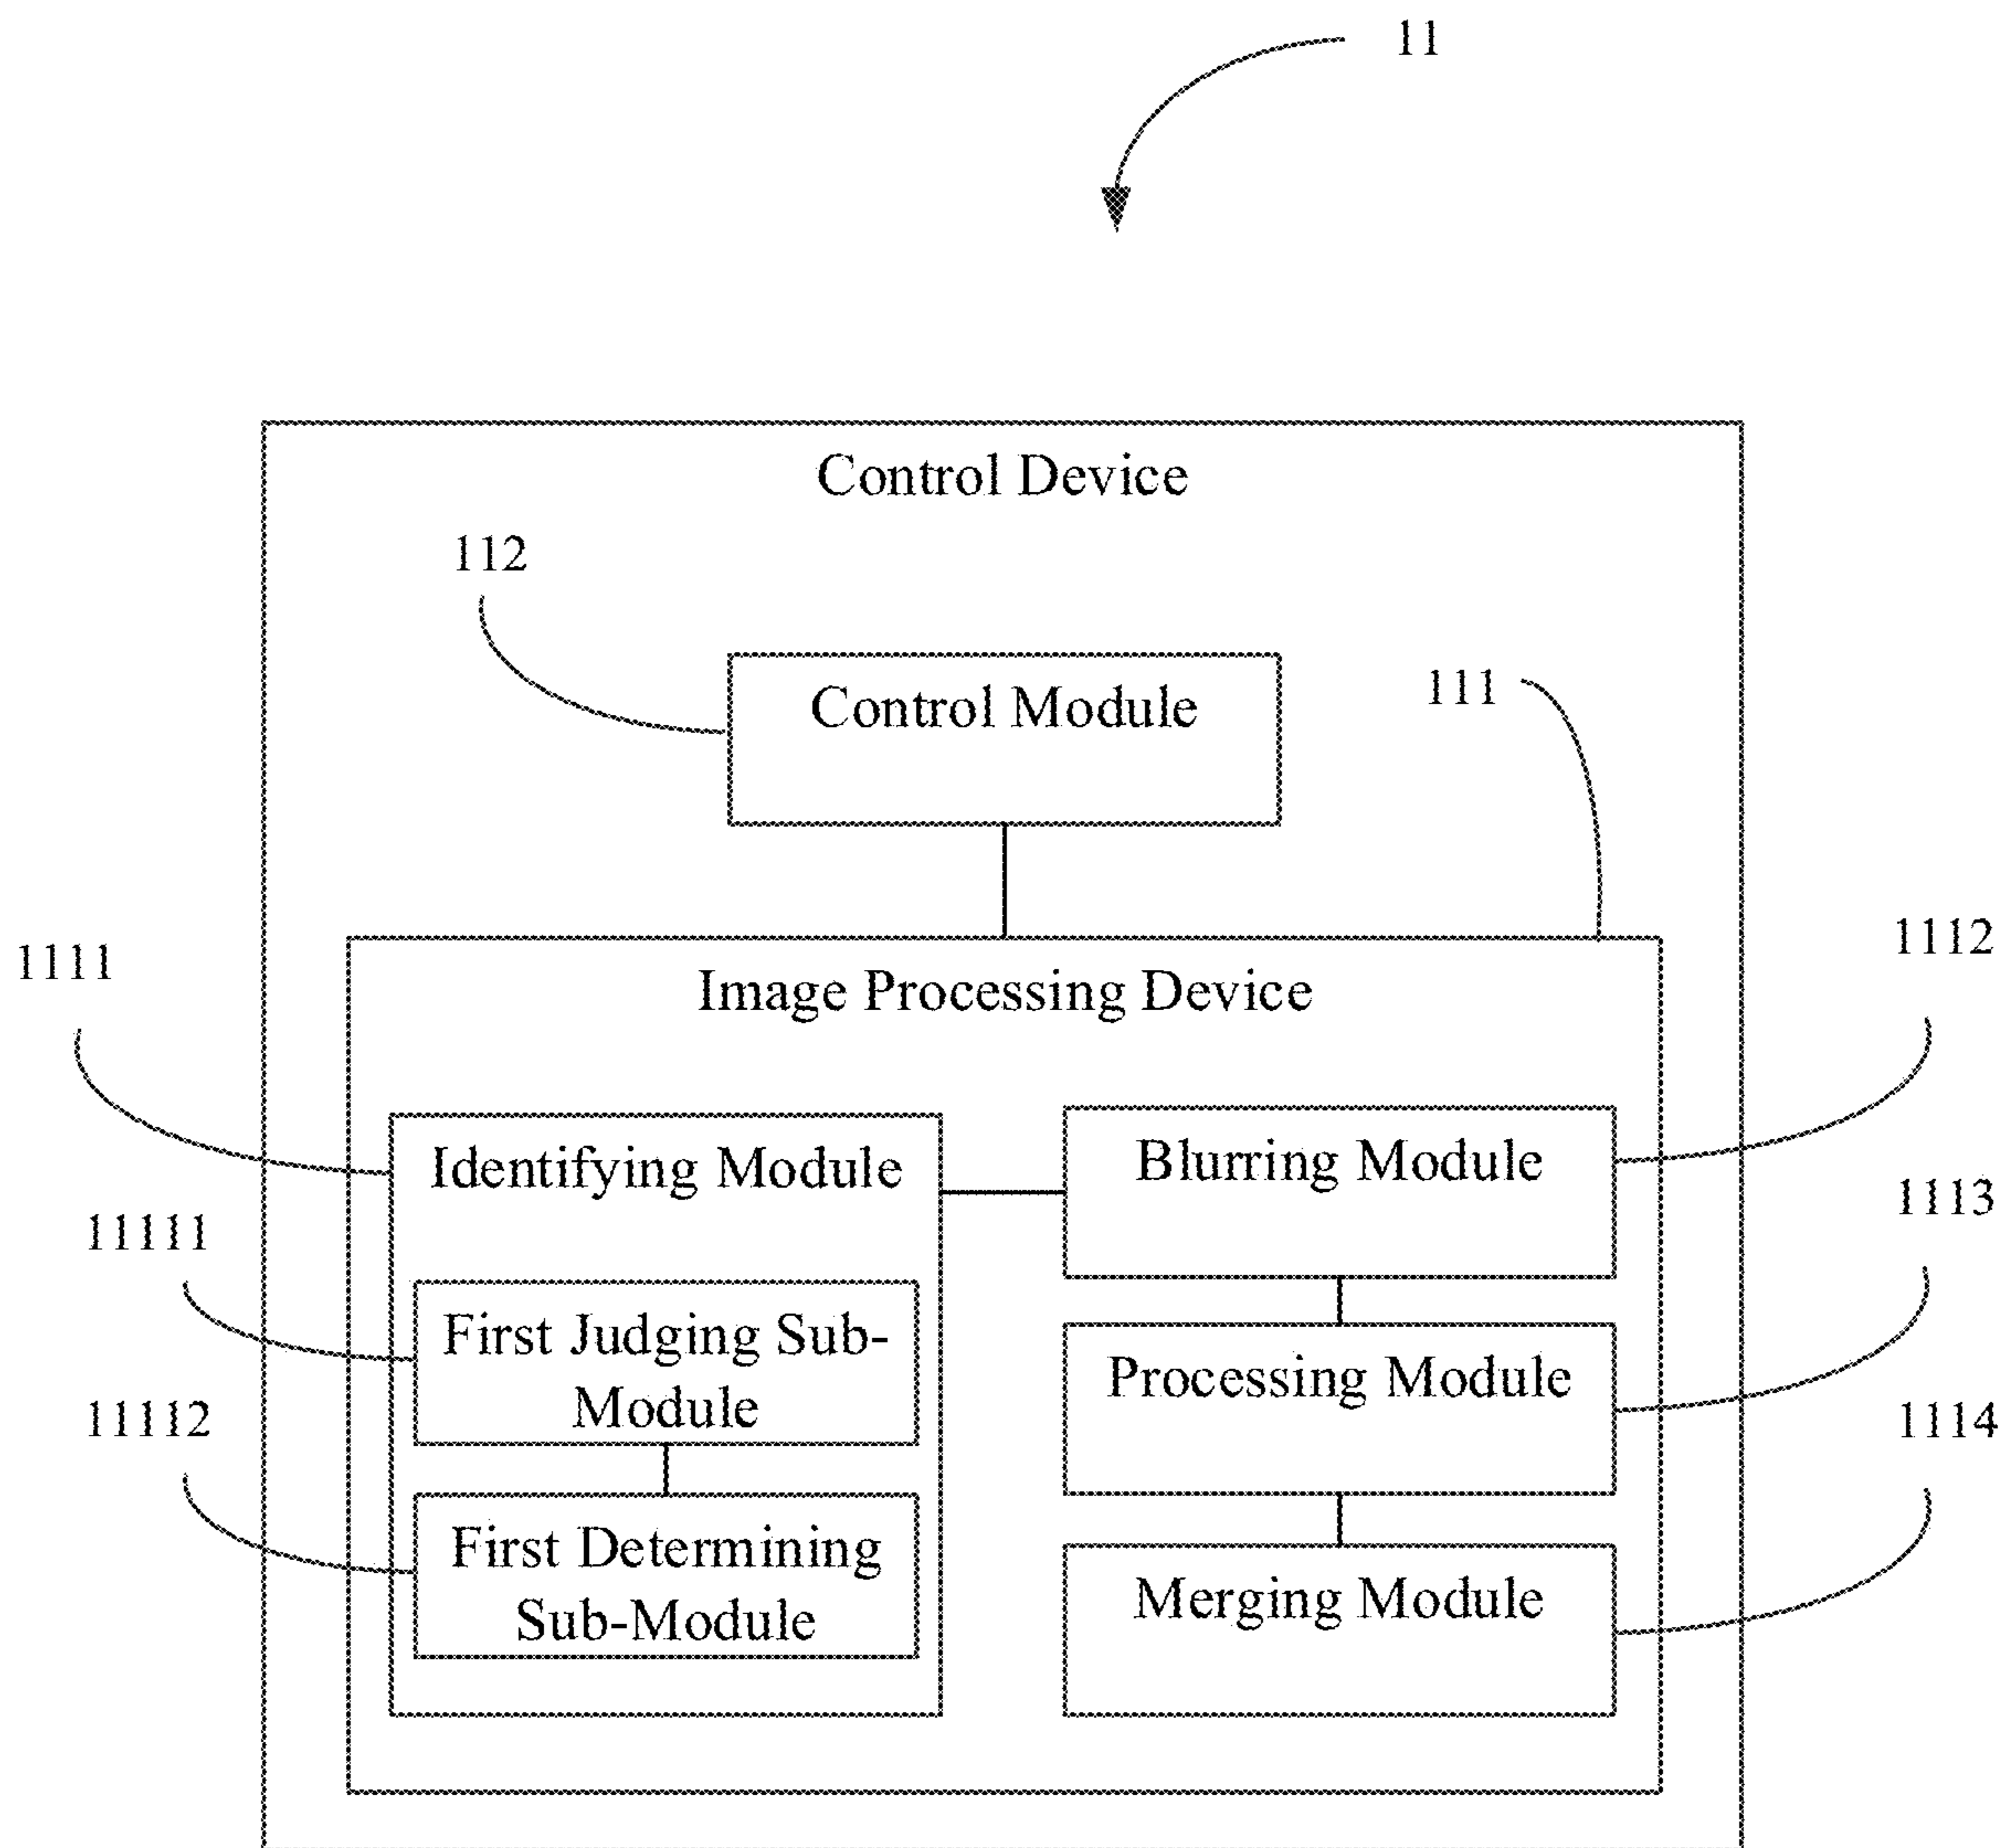 11
Control Device
112
Control Module
111
1111
Image Processing Device
1112
Identifying Module
Blurring Module
1113
11111
First Judging Sub-
Module
Processing Module
11112
1114
First Determining
Sub-Module
Merging Module